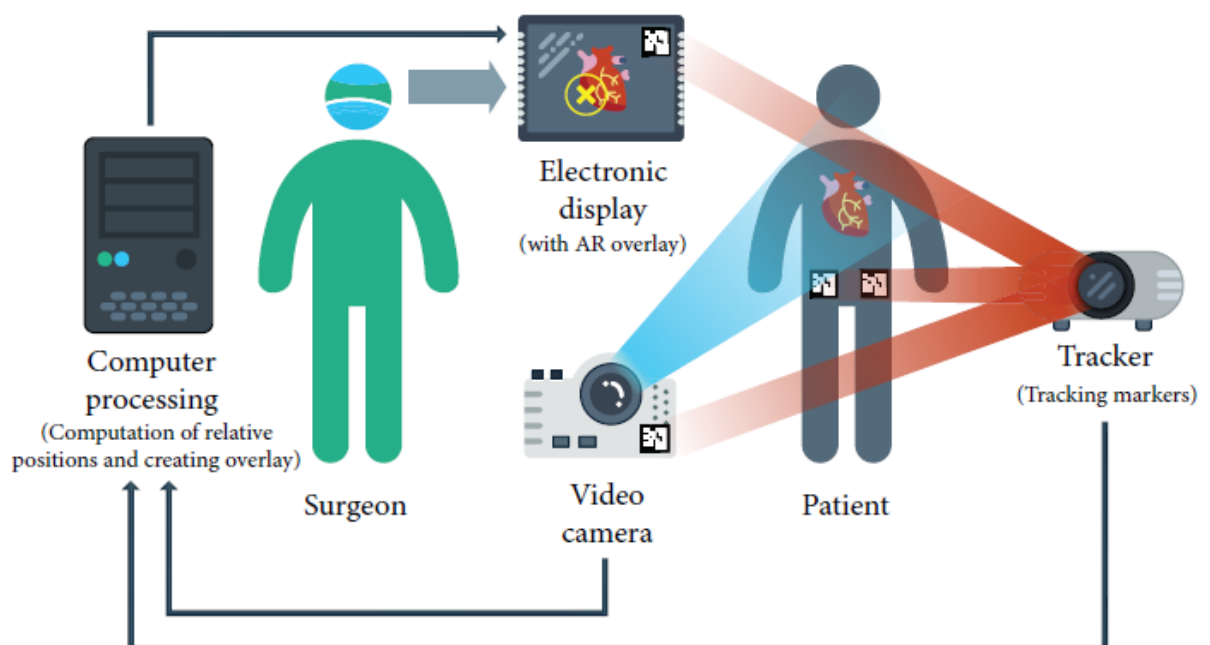 Electronic
display
(with AR overlay)
Computer
processing
(Computation of relative
positions and creating overlay)
Surgeon
Video
camera
Patient
Tracker
(Tracking markers)